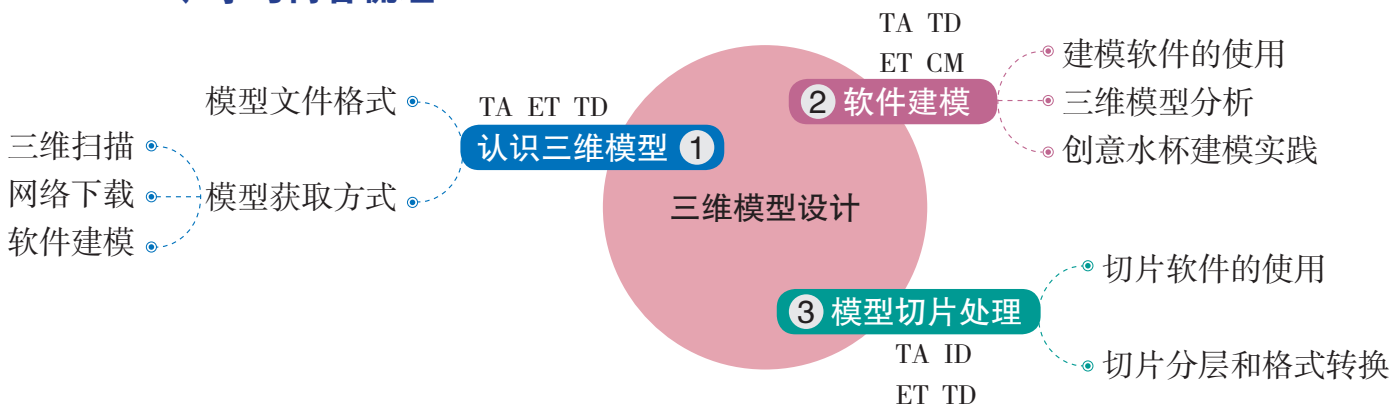 TA TD
ET CM
② 软件建模
建模软件的使用
三维模型分析
创意水杯建模实践
模型文件格式
TA ET TD
认识三维模型 ①
三维扫描
网络下载
软件建模
模型获取方式
三维模型设计
③ 模型切片处理
TA ID
ET TD
切片软件的使用
切片分层和格式转换